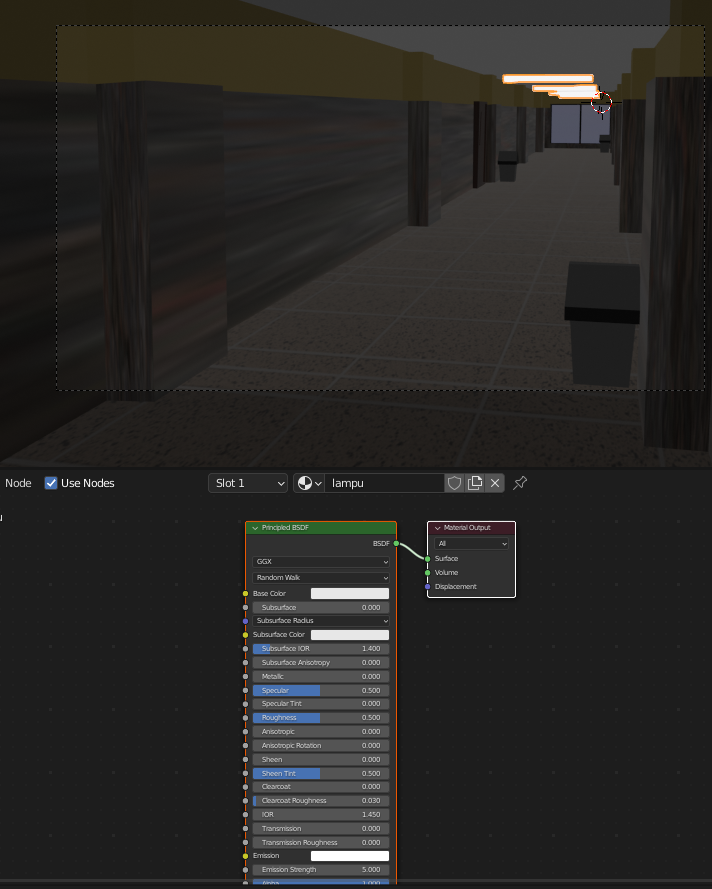 Node Use Nodes Slot 1 lampu
Principled BSDF Material Output
BSDF All
GGX Surface
Random Walk Volume
Base Color Displacement
Subsurface 0.000
Subsurface Radius
Subsurface Color
Subsurface IOR 1.400
Subsurface Anisotropy 0.000
Metallic 0.000
Specular 0.500
Specular Tint 0.000
Roughness 0.500
Anisotropic 0.000
Anisotropic Rotation 0.000
Sheen 0.000
Sheen Tint 0.500
Clearcoat 0.000
Clearcoat Roughness 0.030
IOR 1.450
Transmission 0.000
Transmission Roughness 0.000
Emission
Emission Strength 5.000
Alpha 1.000